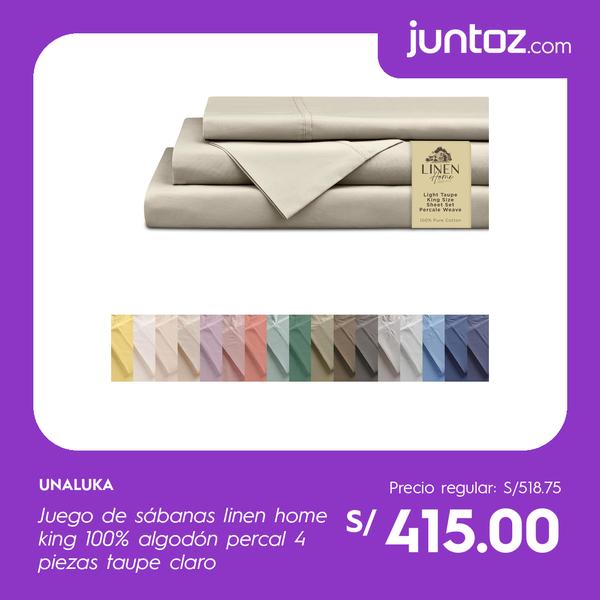 juntoz.com
LINEN
Home
Light Taupe
King Size
Sheet Set
Percale Weave
100% Pure Cotton
UNALUKA
Juego de sábanas linen home
king 100% algodón percal 4
piezas taupe claro
Precio regular: S/518.75
S/ 415.00